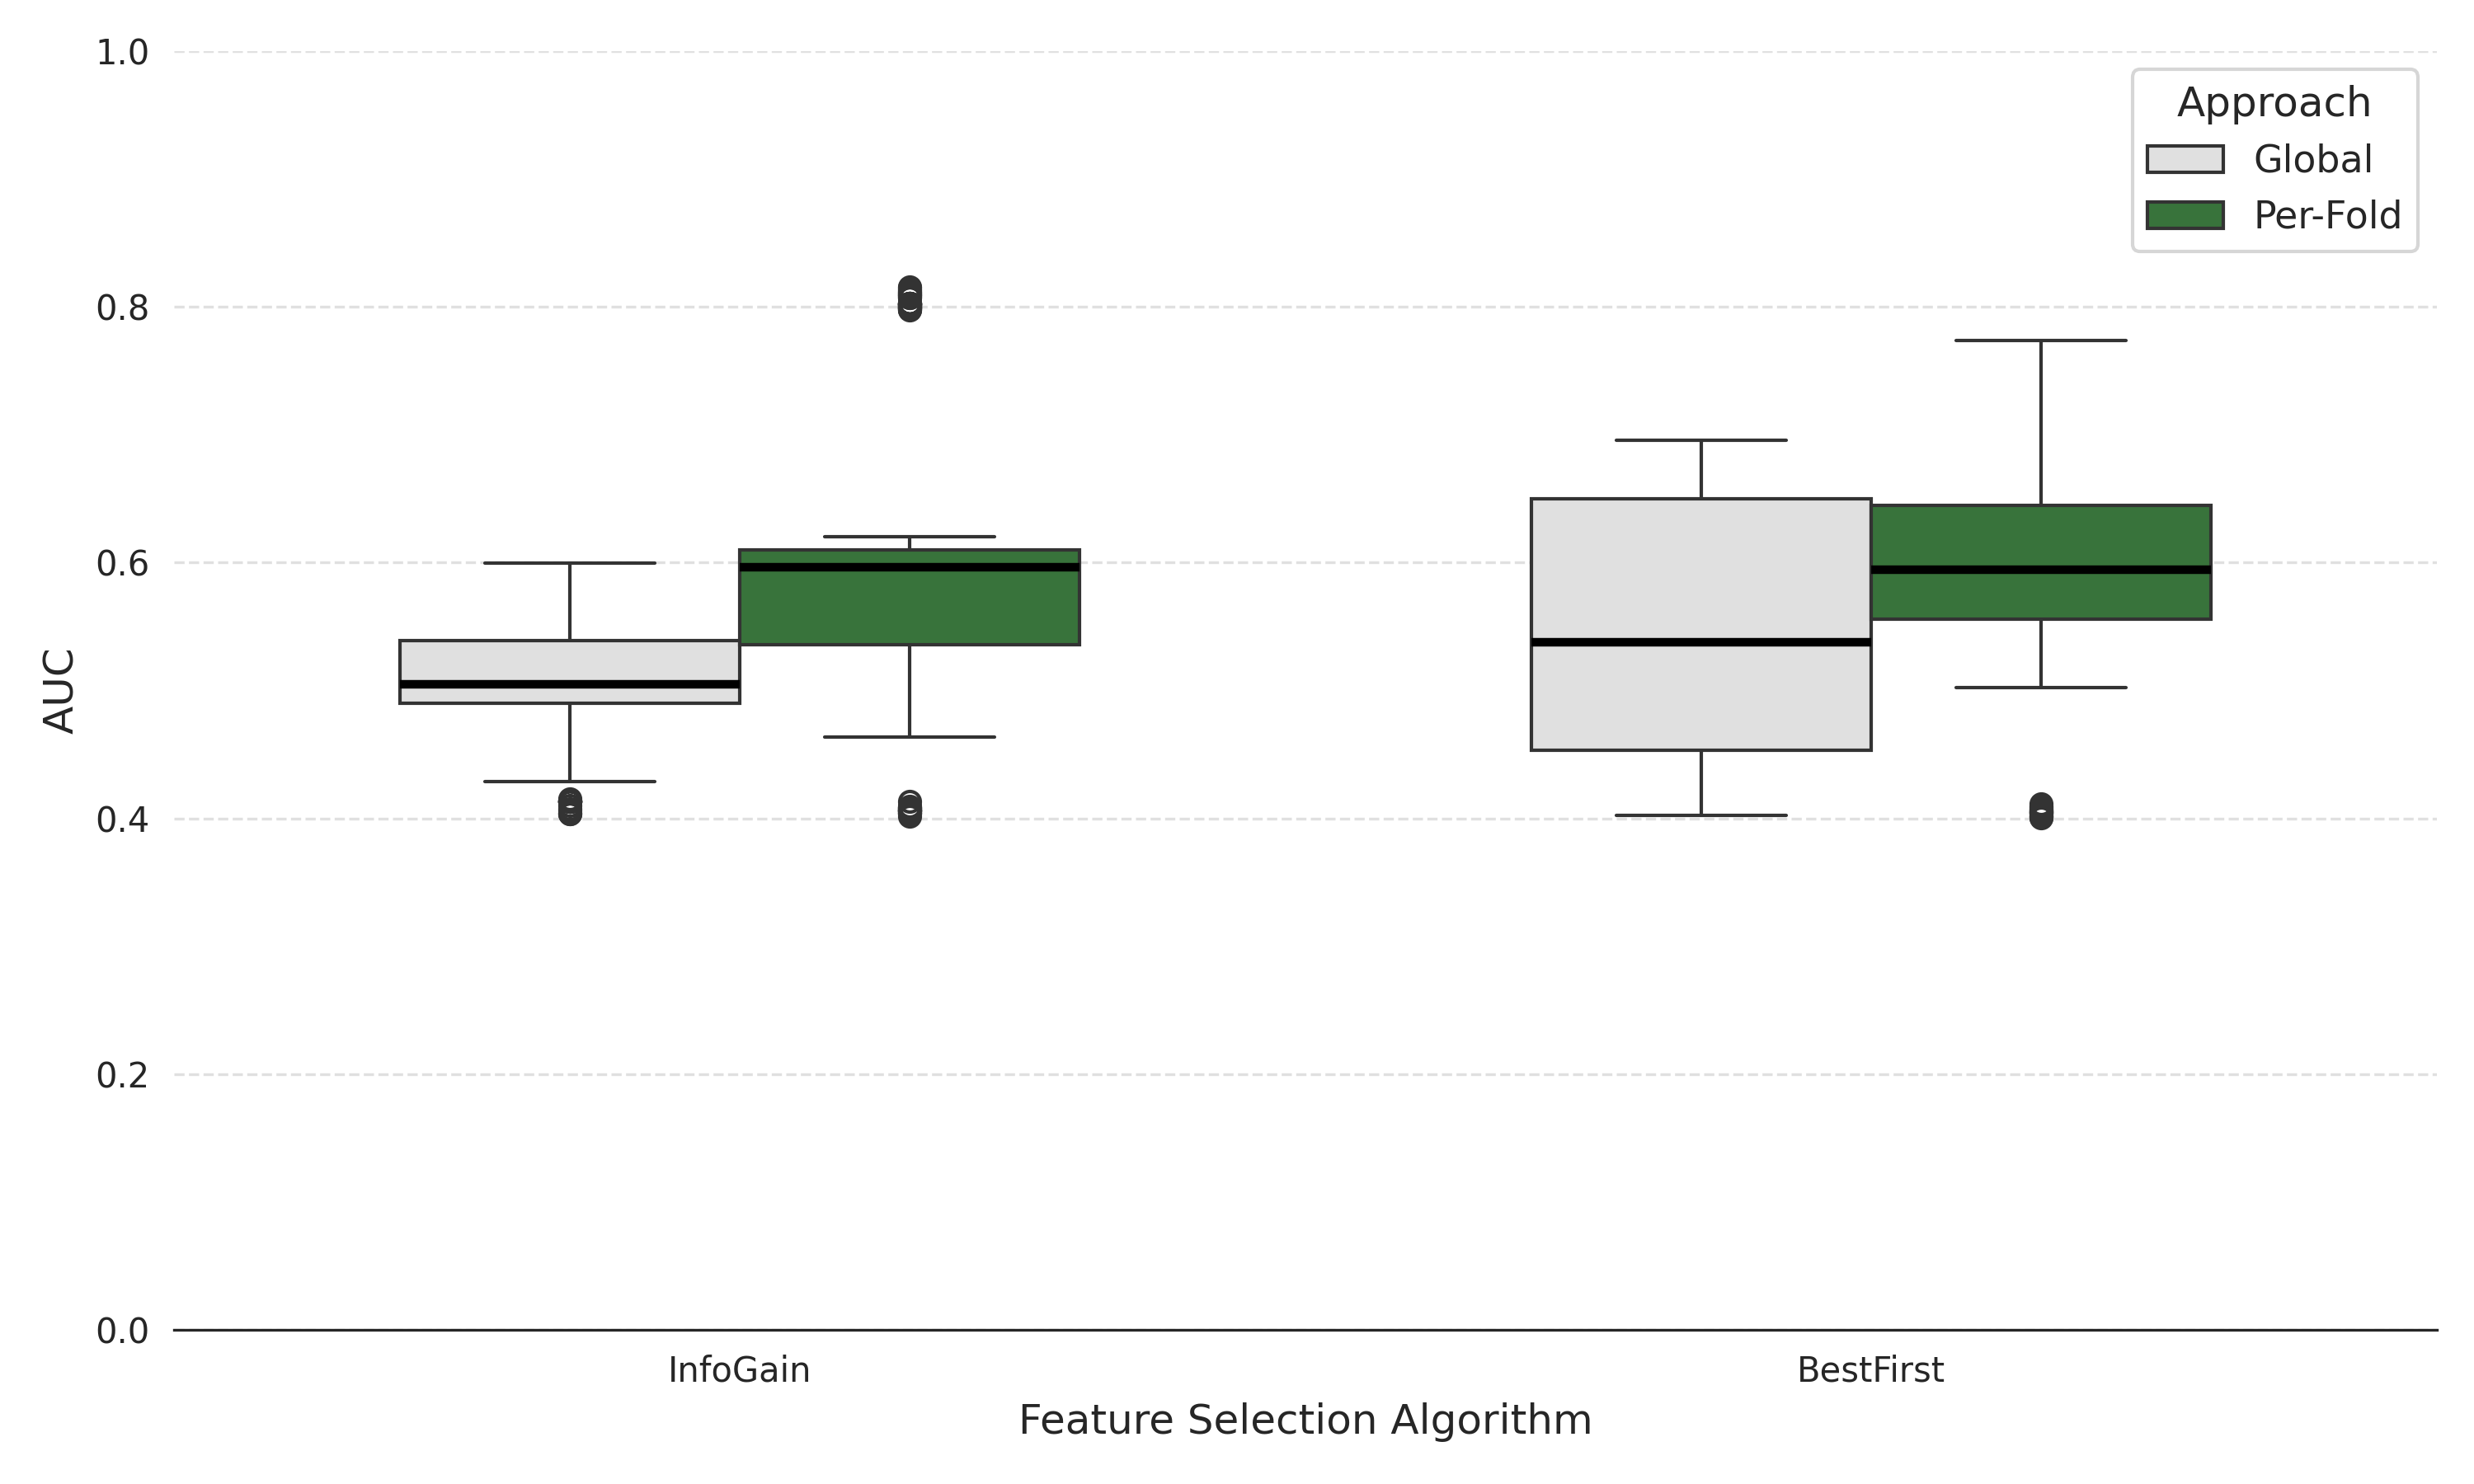 1.0
0.8
0.6
0.4
0.2
0.0
AUC
Approach
Global
Per-Fold
InfoGain
BestFirst
Feature Selection Algorithm